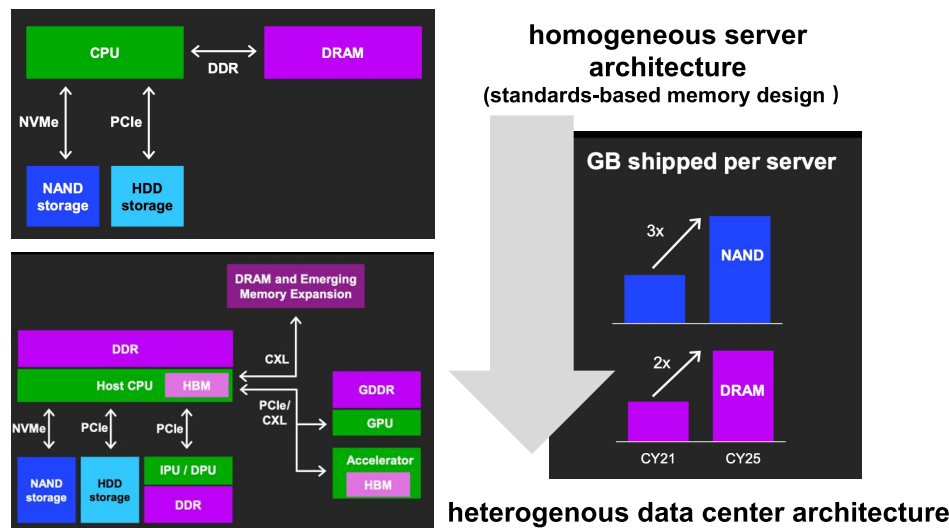 CPU
DRAM
DDR
NVMe
PCIe
NAND
storage
HDD
storage
homogeneous server
architecture
(standards-based memory design )
GB shipped per server
3x
NAND
2x
DRAM
CY21
CY25
DRAM and Emerging
Memory Expansion
DDR
CXL
Host CPU
HBM
GDDR
PCIe/
CXL
GPU
NVMe
PCIe
PCIe
Accelerator
HBM
NAND
storage
HDD
storage
IPU / DPU
DDR
heterogenous data center architecture